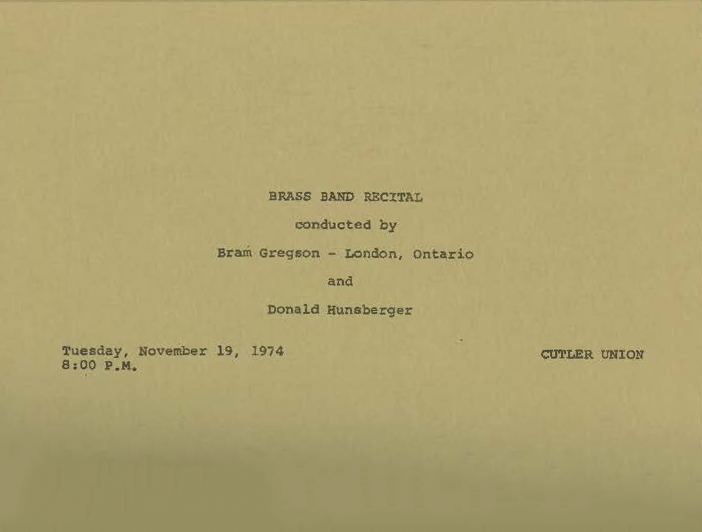 BRASS BAND RECITAL
conducted by
Bram Gregson - London, Ontario
and
Donald Hunsberger
Tuesday, November 19, 1974
CUTLER UNION
8:00 P.M.